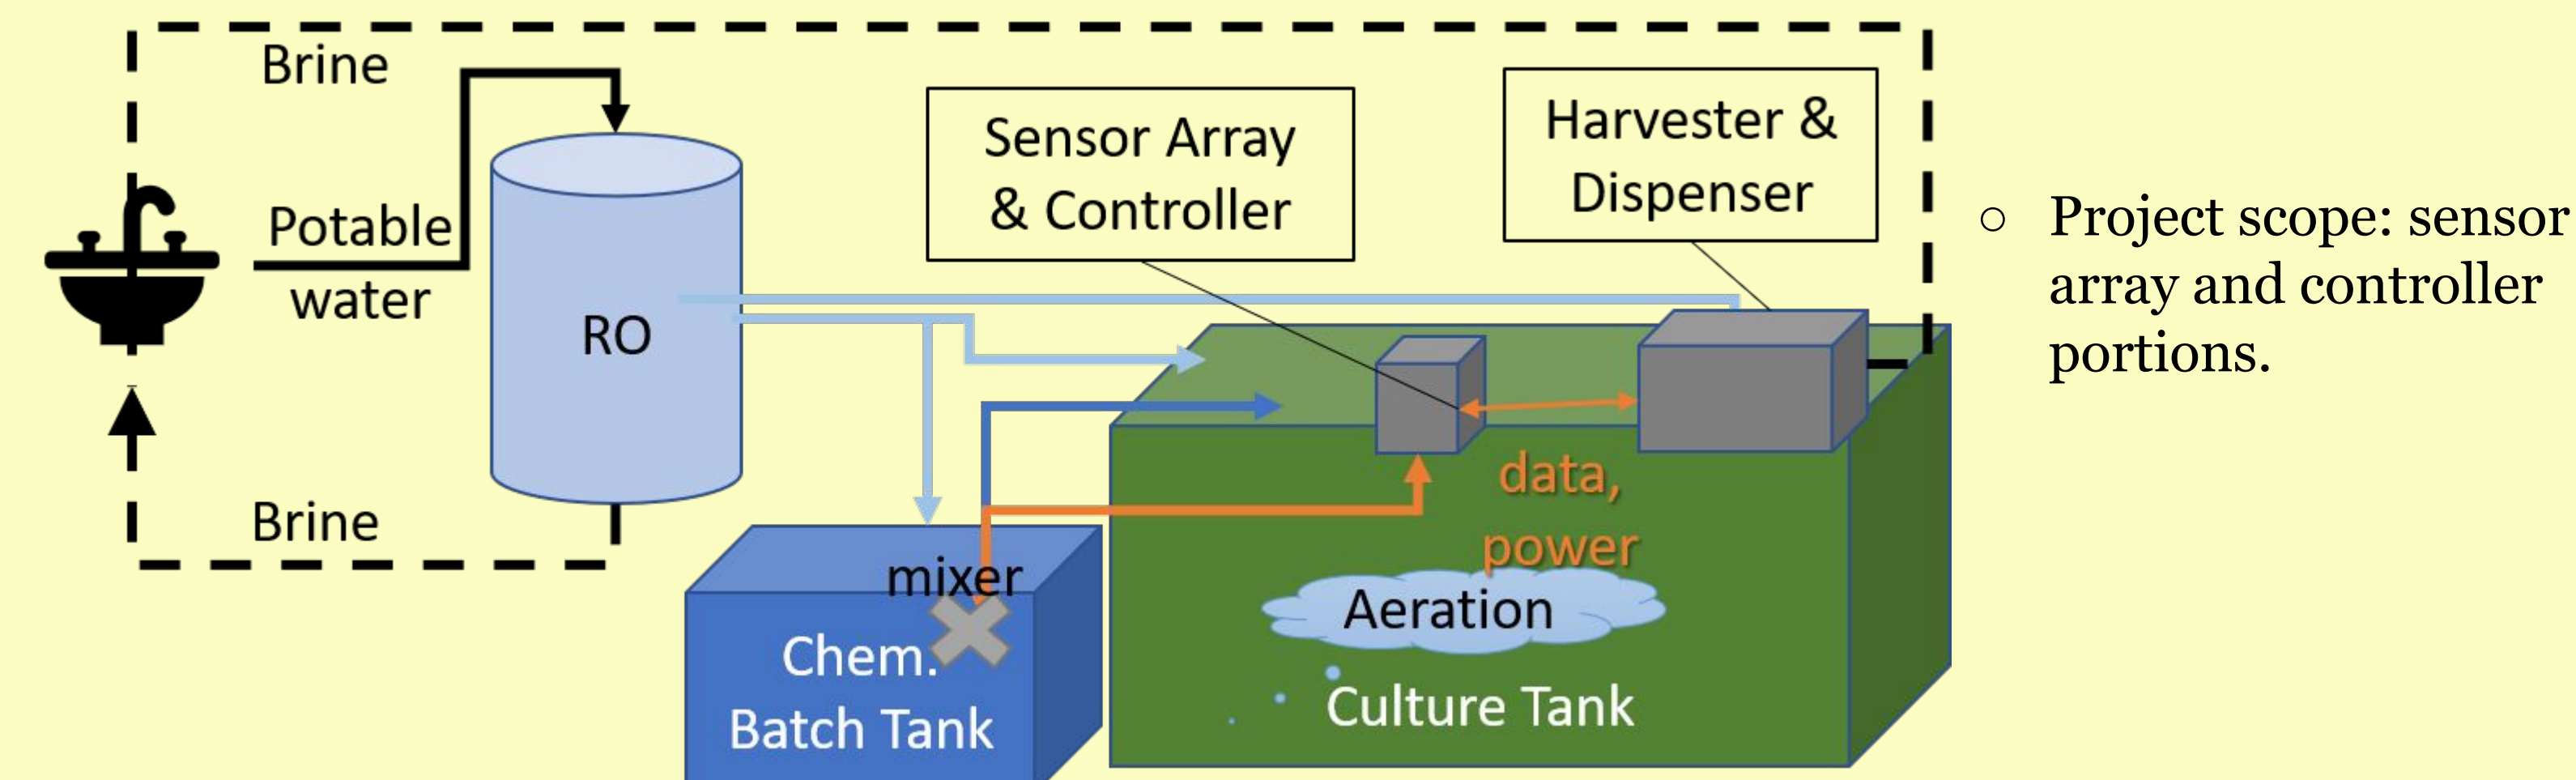 Brine
Potable
water
RO
Brine
Sensor Array
& Controller
Harvester &
Dispenser
data,
power
mixer
Chem.
Batch Tank
Aeration
Culture Tank
○ Project scope: sensor
array and controller
portions.